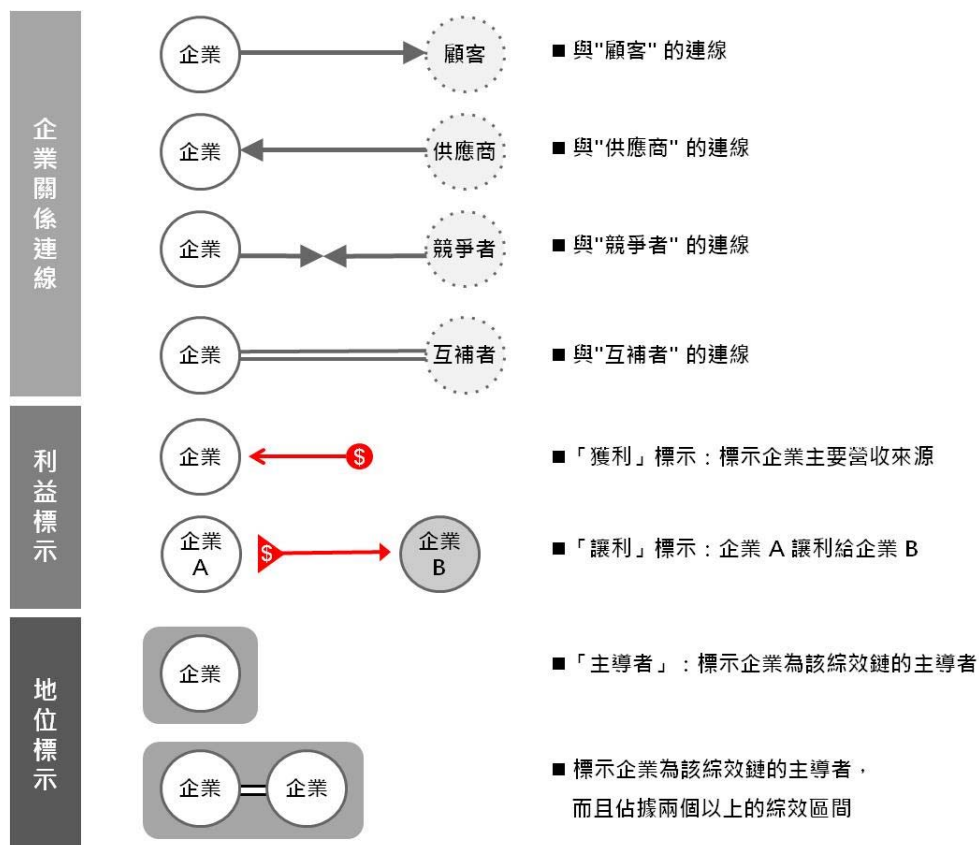 企業關係連線
企業
顧客
■ 與"顧客" 的連線
企業
供應商
■ 與"供應商" 的連線
企業
競爭者
■ 與"競爭者" 的連線
企業
互補者
■ 與"互補者" 的連線
利益標示
企業
$
■「獲利」標示：標示企業主要營收來源
企業
A
$
企業
B
■「讓利」標示：企業 A 讓利給企業 B
地位標示
企業
■「主導者」：標示企業為該綜效鏈的主導者
企業
企業
■ 標示企業為該綜效鏈的主導者，
而且佔據兩個以上的綜效區間